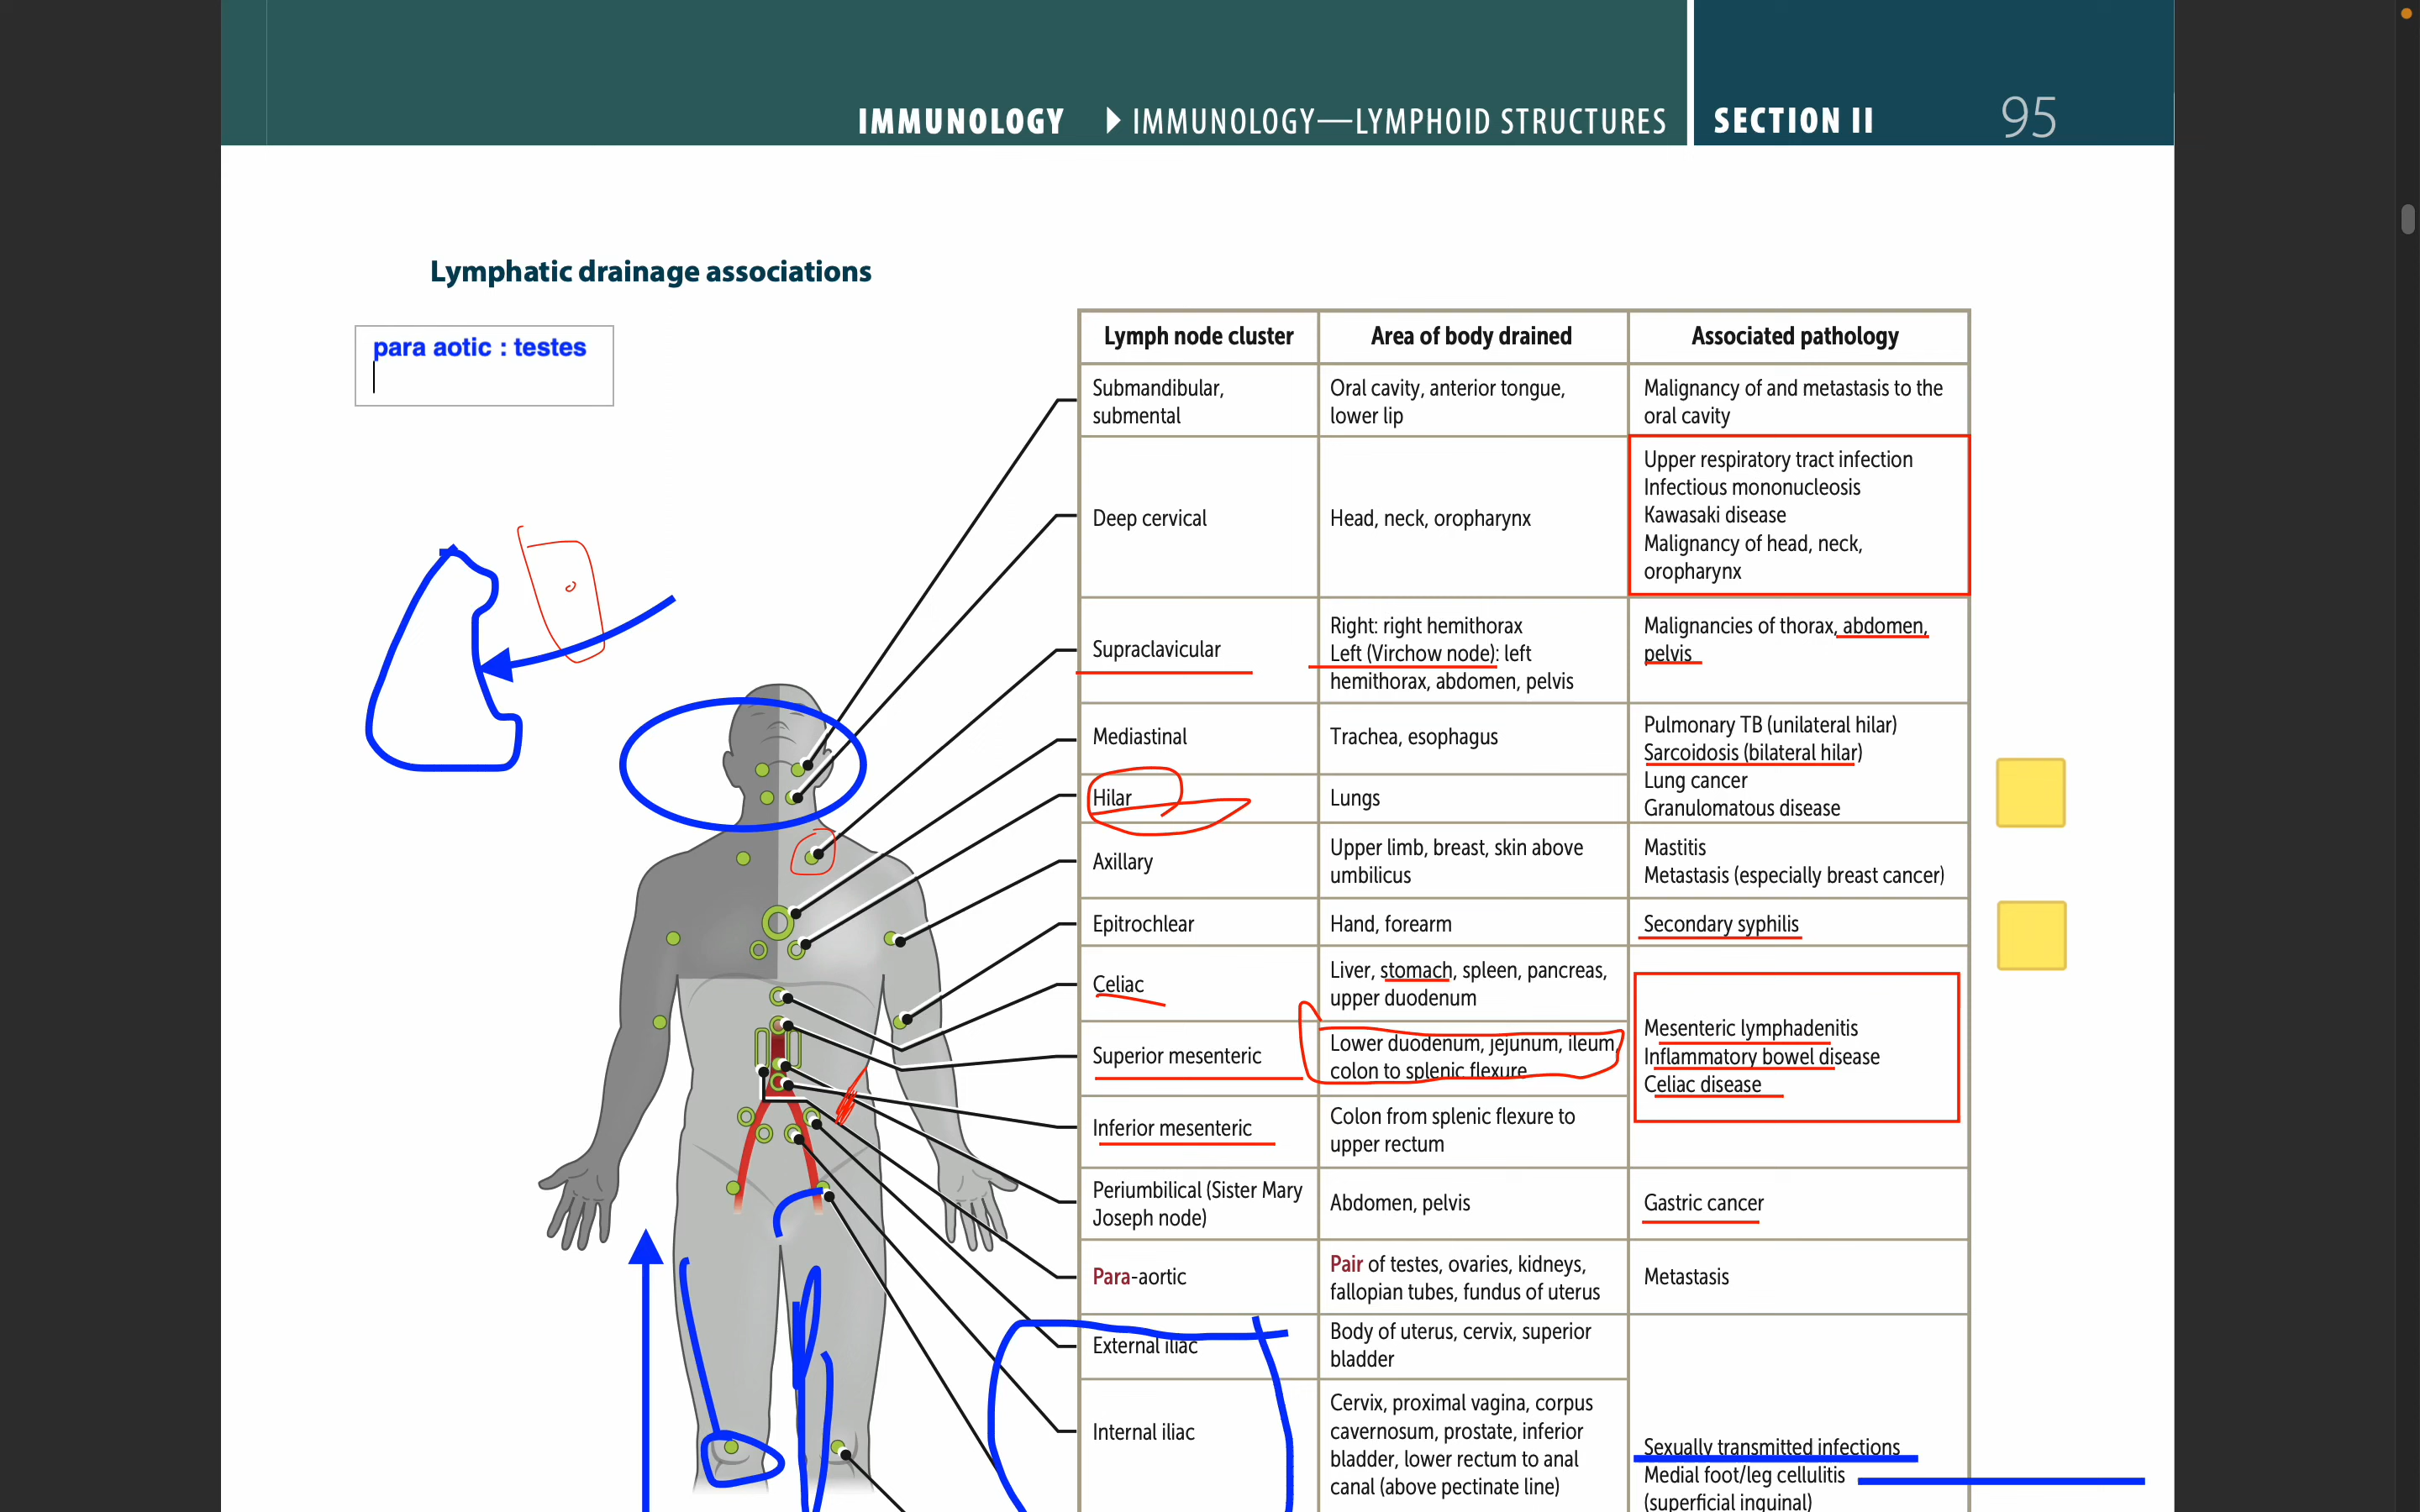 IMMUNOLOGY ▶ IMMUNOLOGY—LYMPHOID STRUCTURES SECTION II 95
Lymphatic drainage associations
para aotic : testes
Lymph node cluster Area of body drained Associated pathology
Submandibular, submental
Oral cavity, anterior tongue, lower lip
Malignancy of and metastasis to the oral cavity
Deep cervical
Head, neck, oropharynx
Upper respiratory tract infection
Infectious mononucleosis
Kawasaki disease
Malignancy of head, neck, oropharynx
Supraclavicular
Right: right hemithorax
Left (Virchow node): left hemithorax, abdomen, pelvis
Malignancies of thorax, abdomen, pelvis
Mediastinal
Trachea, esophagus
Pulmonary TB (unilateral hilar)
Sarcoidosis (bilateral hilar)
Lung cancer
Granulomatous disease
Hilar
Lungs
Axillary
Upper limb, breast, skin above umbilicus
Mastitis
Metastasis (especially breast cancer)
Epitrochlear
Hand, forearm
Secondary syphilis
Celiac
Liver, stomach, spleen, pancreas, upper duodenum
Mesenteric lymphadenitis
Inflammatory bowel disease
Celiac disease
Superior mesenteric
Lower duodenum, jejunum, ileum, colon to splenic flexure
Inferior mesenteric
Colon from splenic flexure to upper rectum
Periumbilical (Sister Mary Joseph node)
Abdomen, pelvis
Gastric cancer
Para-aortic
Pair of testes, ovaries, kidneys, fallopian tubes, fundus of uterus
Metastasis
External iliac
Body of uterus, cervix, superior bladder
Internal iliac
Cervix, proximal vagina, corpus cavernosum, prostate, inferior bladder, lower rectum to anal canal (above pectinate line)
Sexually transmitted infections
Medial foot/leg cellulitis (superficial inguinal)